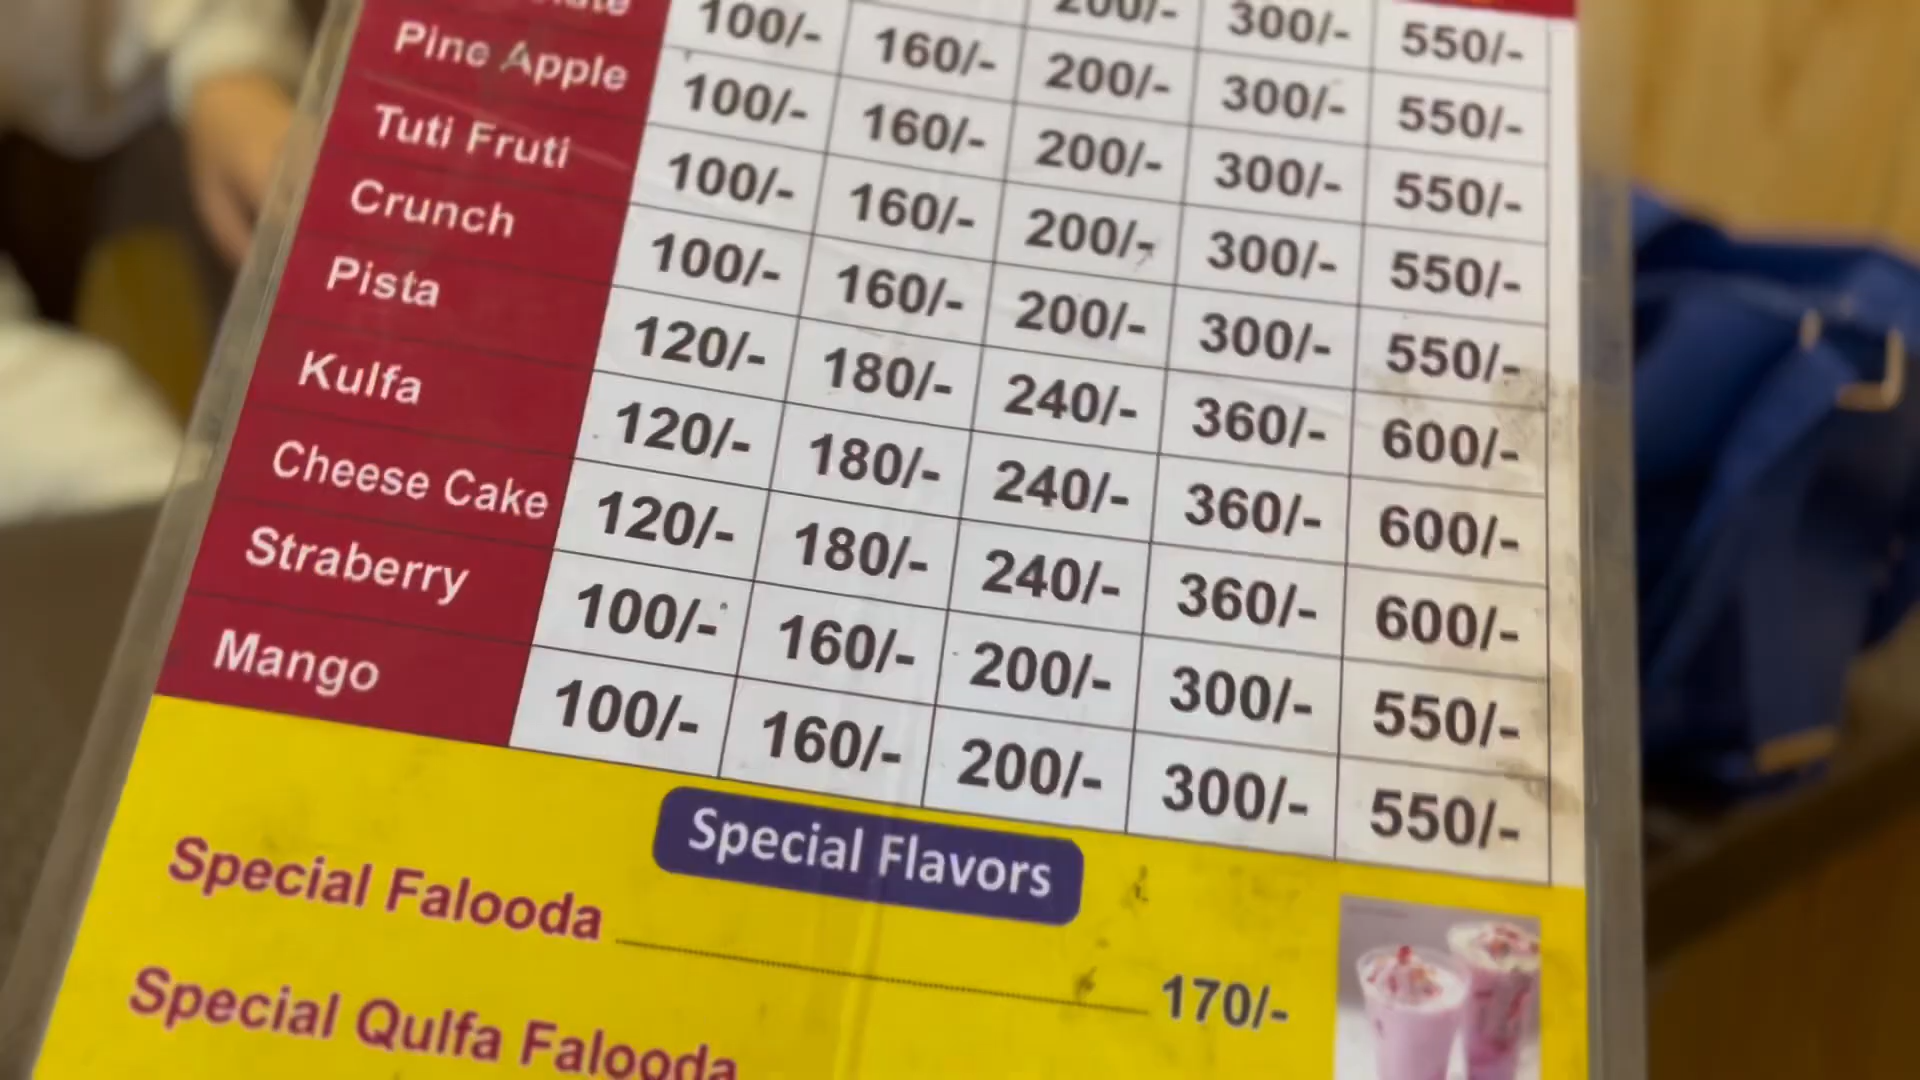 200/- 300/- 550/-
100/- 160/- 200/- 300/- 550/-
Pine Apple 100/- 160/- 200/- 300/- 550/-
Tuti Fruti 100/- 160/- 200/- 300/- 550/-
Crunch 100/- 160/- 200/- 300/- 550/-
Pista 120/- 180/- 240/- 360/- 600/-
Kulfa 120/- 180/- 240/- 360/- 600/-
Cheese Cake 120/- 180/- 240/- 360/- 600/-
Straberry 100/- 160/- 200/- 300/- 550/-
Mango 100/- 160/- 200/- 300/- 550/-
Special Flavors
Special Falooda 170/-
Special Qulfa Falooda